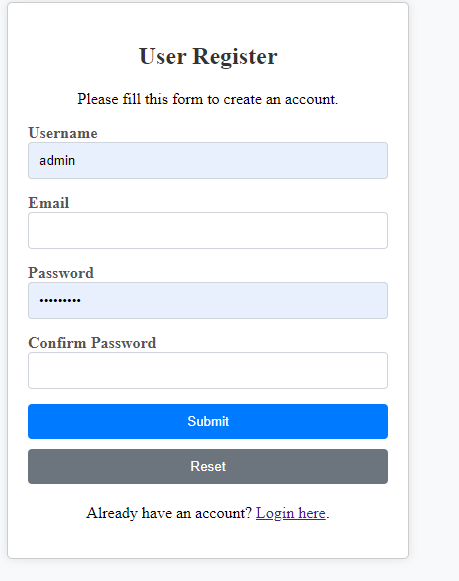 User Register
Please fill this form to create an account.
Username
admin
Email
Password
•••••••••
Confirm Password
Submit
Reset
Already have an account? Login here.